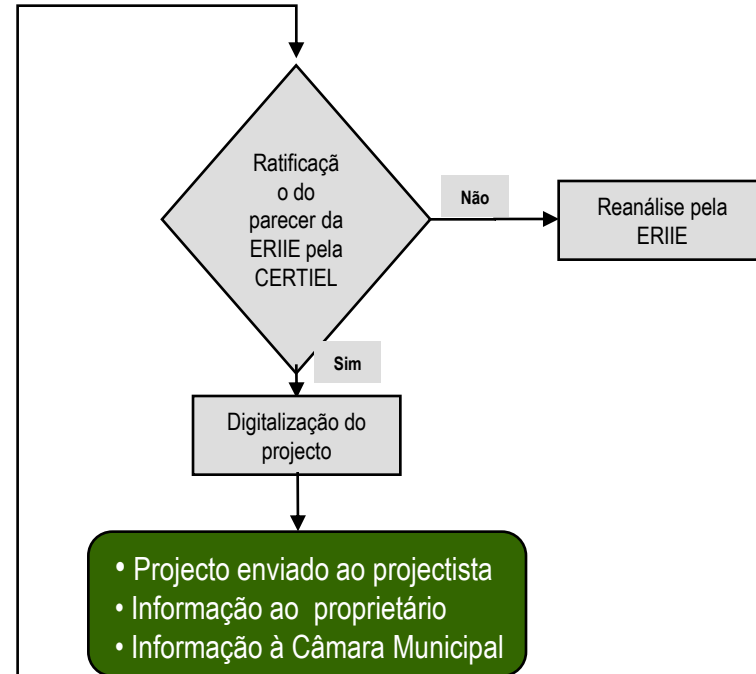 Ratificaçã
o do
parecer da
ERIIE pela
CERTIEL
Não
Reanálise pela
ERIIE
Sim
Digitalização do
projecto
• Projecto enviado ao projectista
• Informação ao proprietário
• Informação à Câmara Municipal